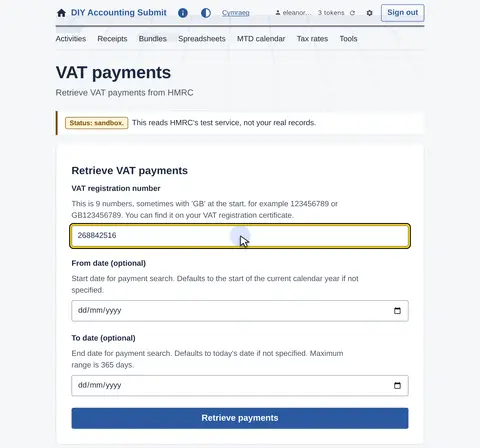 DIY Accounting Submit
Cymraeg
eleanor... 3 tokens
Sign out
Activities Receipts Bundles Spreadsheets MTD calendar Tax rates Tools
VAT payments
Retrieve VAT payments from HMRC
Status: sandbox. This reads HMRC's test service, not your real records.
Retrieve VAT payments
VAT registration number
This is 9 numbers, sometimes with 'GB' at the start, for example 123456789 or
GB123456789. You can find it on your VAT registration certificate.
268842516
From date (optional)
Start date for payment search. Defaults to the start of the current calendar year if not
specified.
dd/mm/yyyy
To date (optional)
End date for payment search. Defaults to today's date if not specified. Maximum
range is 365 days.
dd/mm/yyyy
Retrieve payments